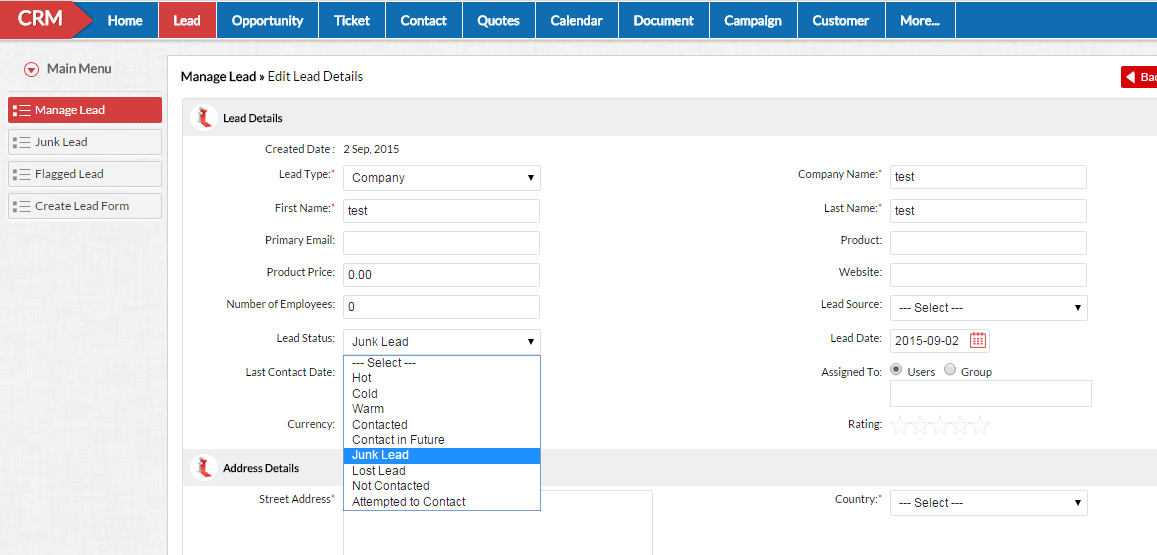 CRM Home Lead Opportunity Ticket Contact Quotes Calendar Document Campaign Customer More...
Main Menu
Manage Lead
Junk Lead
Flagged Lead
Create Lead Form
Manage Lead » Edit Lead Details
Bac
Lead Details
Created Date : 2 Sep, 2015
Lead Type:* Company Company Name:* test
First Name:* test Last Name:* test
Primary Email: Product:
Product Price: 0.00 Website:
Number of Employees: 0 Lead Source: --- Select ---
Lead Status: Junk Lead Lead Date: 2015-09-02
--- Select ---
Hot
Cold
Warm
Contacted
Contact in Future
Junk Lead
Lost Lead
Not Contacted
Attempted to Contact
Last Contact Date: Assigned To: Users Group
Currency: Rating:
Address Details
Street Address* Country:* --- Select ---